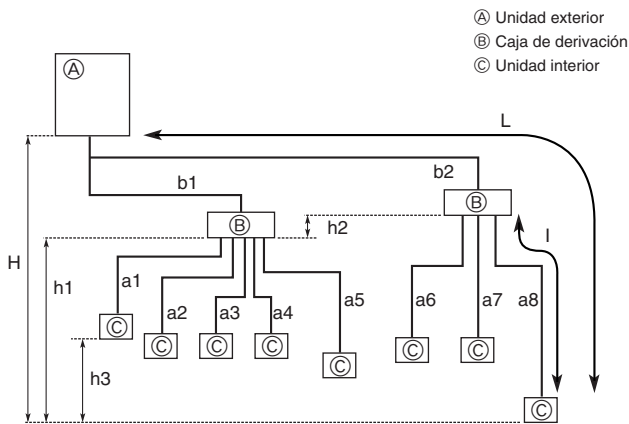 Ⓐ Unidad exterior
Ⓑ Caja de derivación
Ⓒ Unidad interior
Ⓐ
L
b1
b2
Ⓑ
Ⓑ
h2
l
H
h1
a1
a2
a3
a4
a5
a6
a7
a8
Ⓒ
Ⓒ
Ⓒ
Ⓒ
Ⓒ
Ⓒ
Ⓒ
h3
Ⓒ